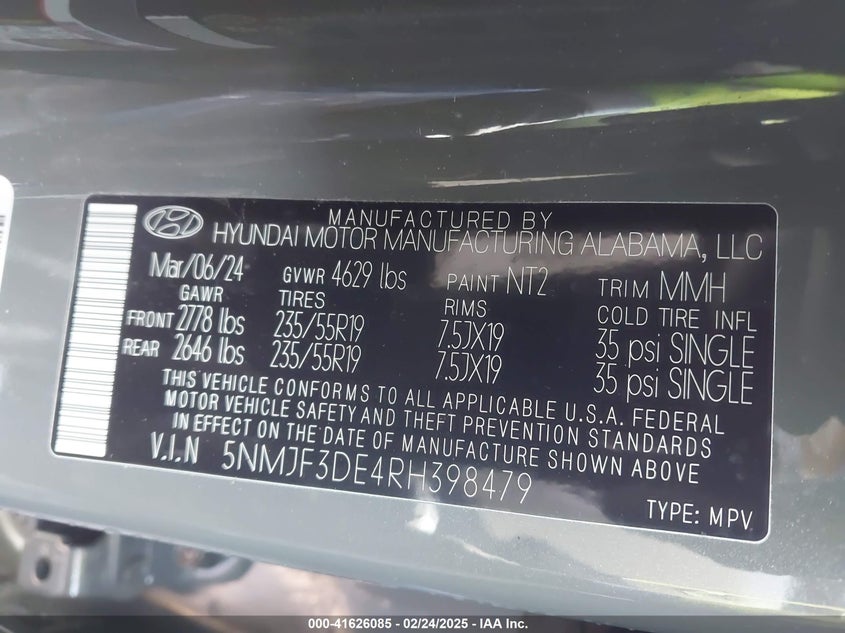 MANUFACTURED BY
HYUNDAI MOTOR MANUFACTURING ALABAMA, LLC
Mar/06/24 GVWR 4629 lbs PAINT NT2 TRIM MMH
GAWR TIRES RIMS COLD TIRE INFL
FRONT 2778 lbs 235/55R19 7.5JX19 35 psi SINGLE
REAR 2646 lbs 235/55R19 7.5JX19 35 psi SINGLE
THIS VEHICLE CONFORMS TO ALL APPLICABLE U.S.A. FEDERAL
MOTOR VEHICLE SAFETY AND THEFT PREVENTION STANDARDS
IN EFFECT ON THE DATE OF MANUFACTURE SHOWN ABOVE
V.I.N 5NMJF3DE4RH398479
TYPE: MPV
000-41626085 - 02/24/2025 - IAA Inc.